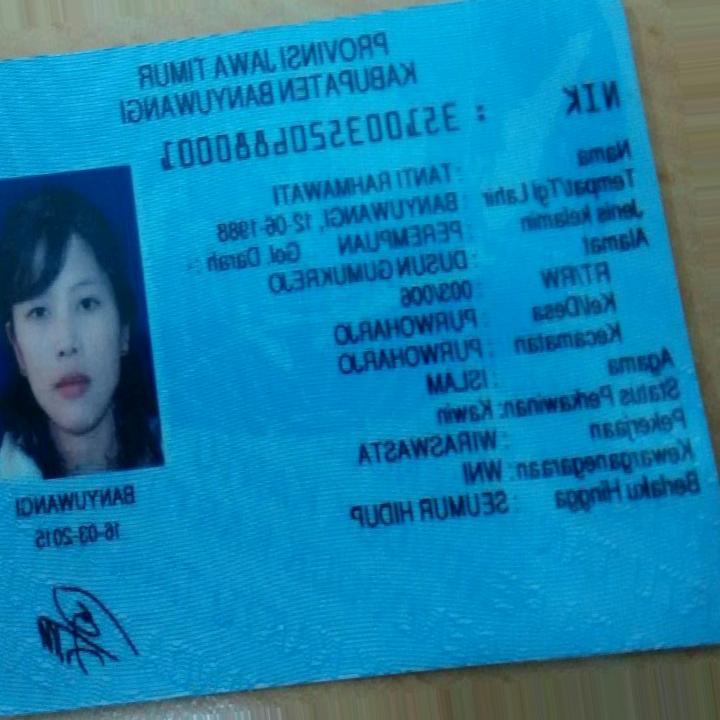 PROVINSI JAWA TIMUR
KABUPATEN BANYUWANGI
NIK : 3510035206880001
Nama : TANTI RAHMAWATI
Tempat/Tgl Lahir : BANYUWANGI, 12-06-1988
Jenis kelamin : PEREMPUAN Gol. Darah : -
Alamat : DUSUN GUMUKREJO
RT/RW : 003/006
Kel/Desa : PURWOHARJO
Kecamatan : PURWOHARJO
Agama : ISLAM
Status Perkawinan: Kawin
Pekerjaan : WIRASWASTA
Kewarganegaraan: WNI
Berlaku Hingga : SEUMUR HIDUP
BANYUWANGI
16-03-2015